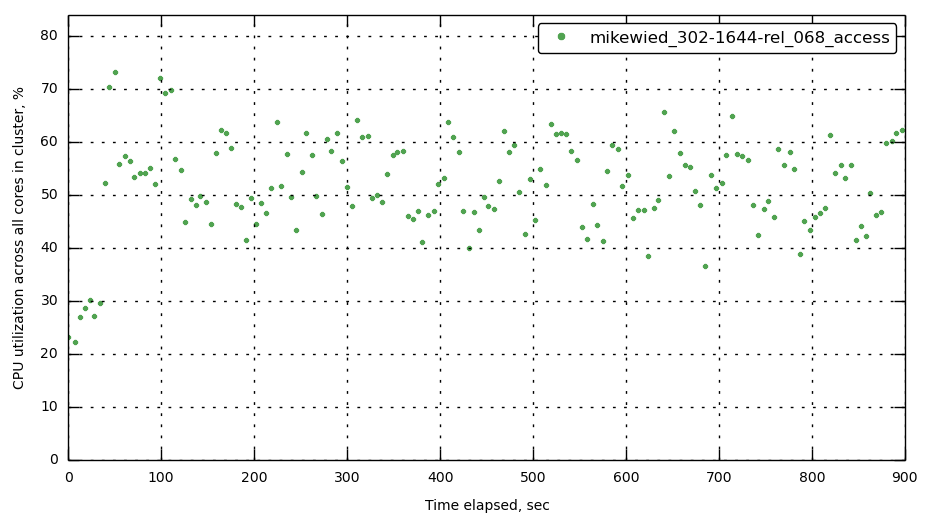 mikewied_302-1644-rel_068_access
CPU utilization across all cores in cluster, %
80
70
60
50
40
30
20
10
0
0 100 200 300 400 500 600 700 800 900
Time elapsed, sec